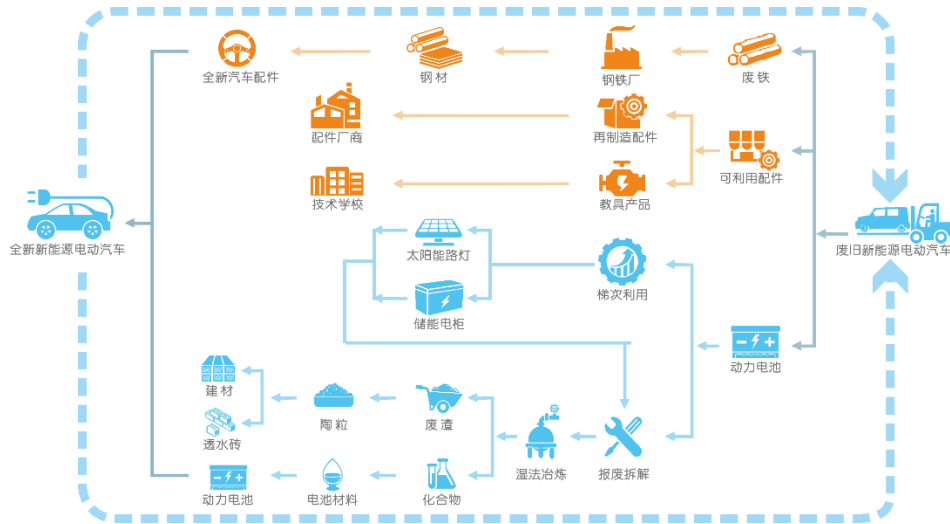 全新汽车配件
钢材
钢铁厂
废铁
配件厂商
再制造配件
可利用配件
技术学校
教具产品
全新新能源电动汽车
废旧新能源电动汽车
太阳能路灯
梯次利用
储能电柜
动力电池
建材
陶粒
废渣
透水砖
湿法冶炼
报废拆解
动力电池
电池材料
化合物